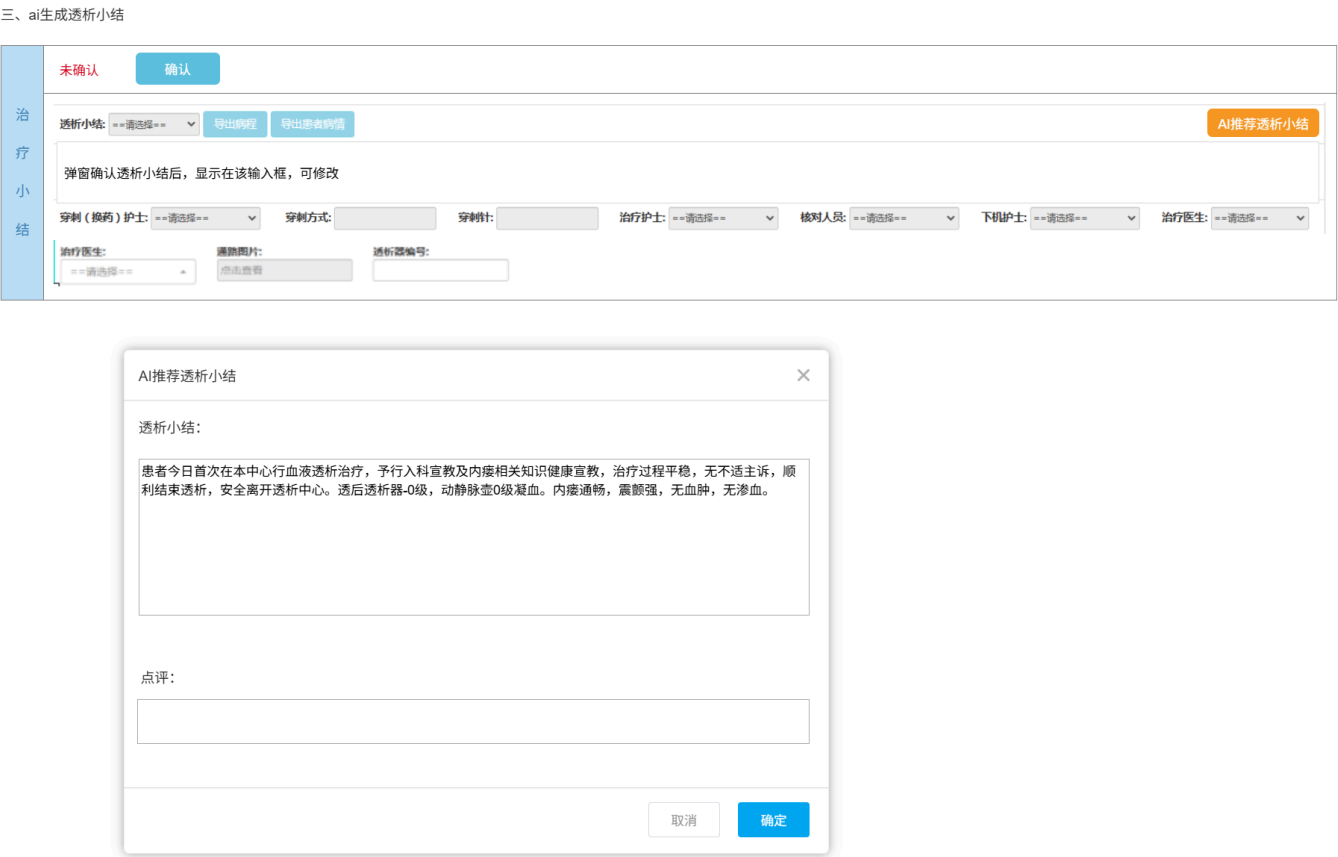 三、ai生成透析小结
未确认
确认
治
疗
小
结
透析小结: ==请选择== 导出病程 导出患者病情 AI推荐透析小结
弹窗确认透析小结后，显示在该输入框，可修改
穿刺（换药）护士: ==请选择== 穿刺方式: 穿刺针: 治疗护士: ==请选择== 核对人员: ==请选择== 下机护士: ==请选择== 治疗医生: ==请选择==
治疗医生: 通路图片: 透析器编号:
==请选择== 点击查看
AI推荐透析小结
透析小结：
患者今日首次在本中心行血液透析治疗，予行入科宣教及内瘘相关知识健康宣教，治疗过程平稳，无不适主诉，顺
利结束透析，安全离开透析中心。透后透析器-0级，动静脉壶0级凝血。内瘘通畅，震颤强，无血肿，无渗血。
点评：
取消 确定